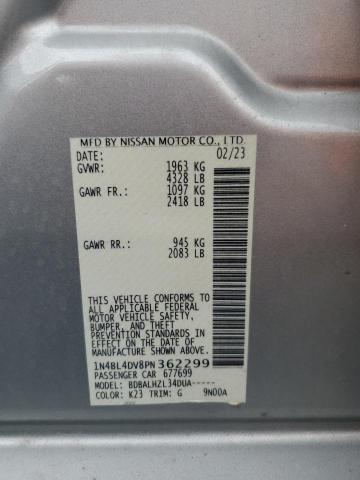 MFD BY NISSAN MOTOR CO., LTD.
DATE: 02/23
GVWR: 1963 KG
4328 LB
GAWR FR.: 1097 KG
2418 LB
GAWR RR.: 945 KG
2083 LB
THIS VEHICLE CONFORMS TO
ALL APPLICABLE FEDERAL
MOTOR VEHICLE SAFETY,
BUMPER, AND THEFT
PREVENTION STANDARDS
IN EFFECT ON THE DATE OF
MANUFACTURE SHOWN
ABOVE.
1N4BL4DV8PN362299
PASSENGER CAR 677699
MODEL: BDBALHZL34DUA-----
COLOR: K23 TRIM: G 9N00A